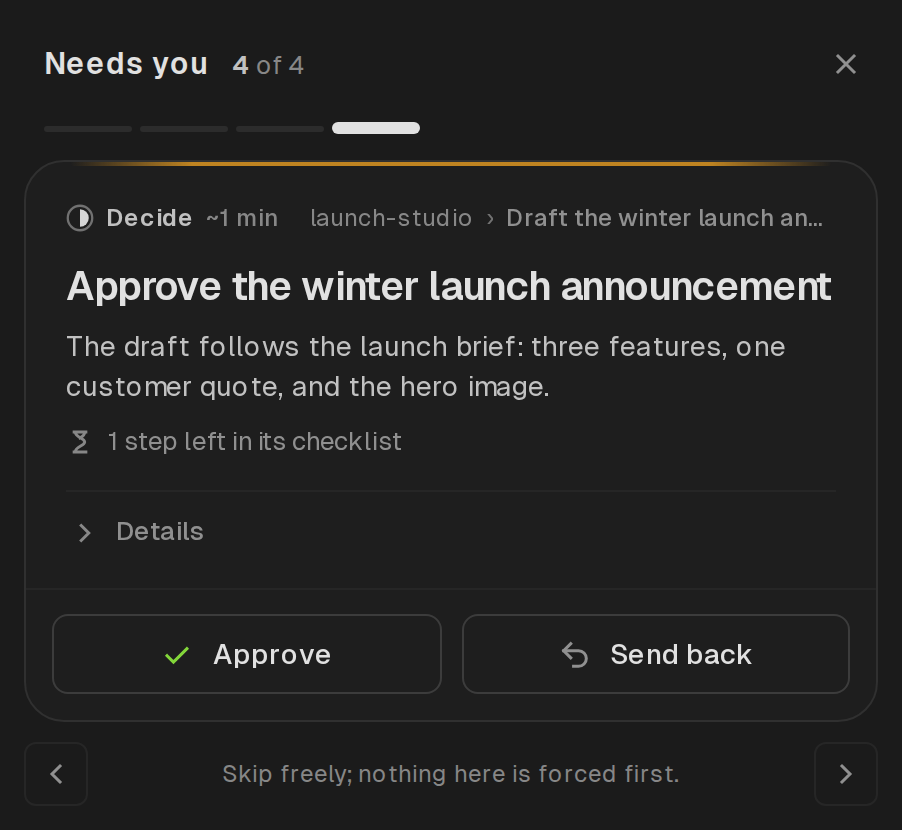 Needs you 4 of 4
Decide ~1 min launch-studio › Draft the winter launch an…
Approve the winter launch announcement
The draft follows the launch brief: three features, one
customer quote, and the hero image.
1 step left in its checklist
Details
Approve
Send back
Skip freely; nothing here is forced first.